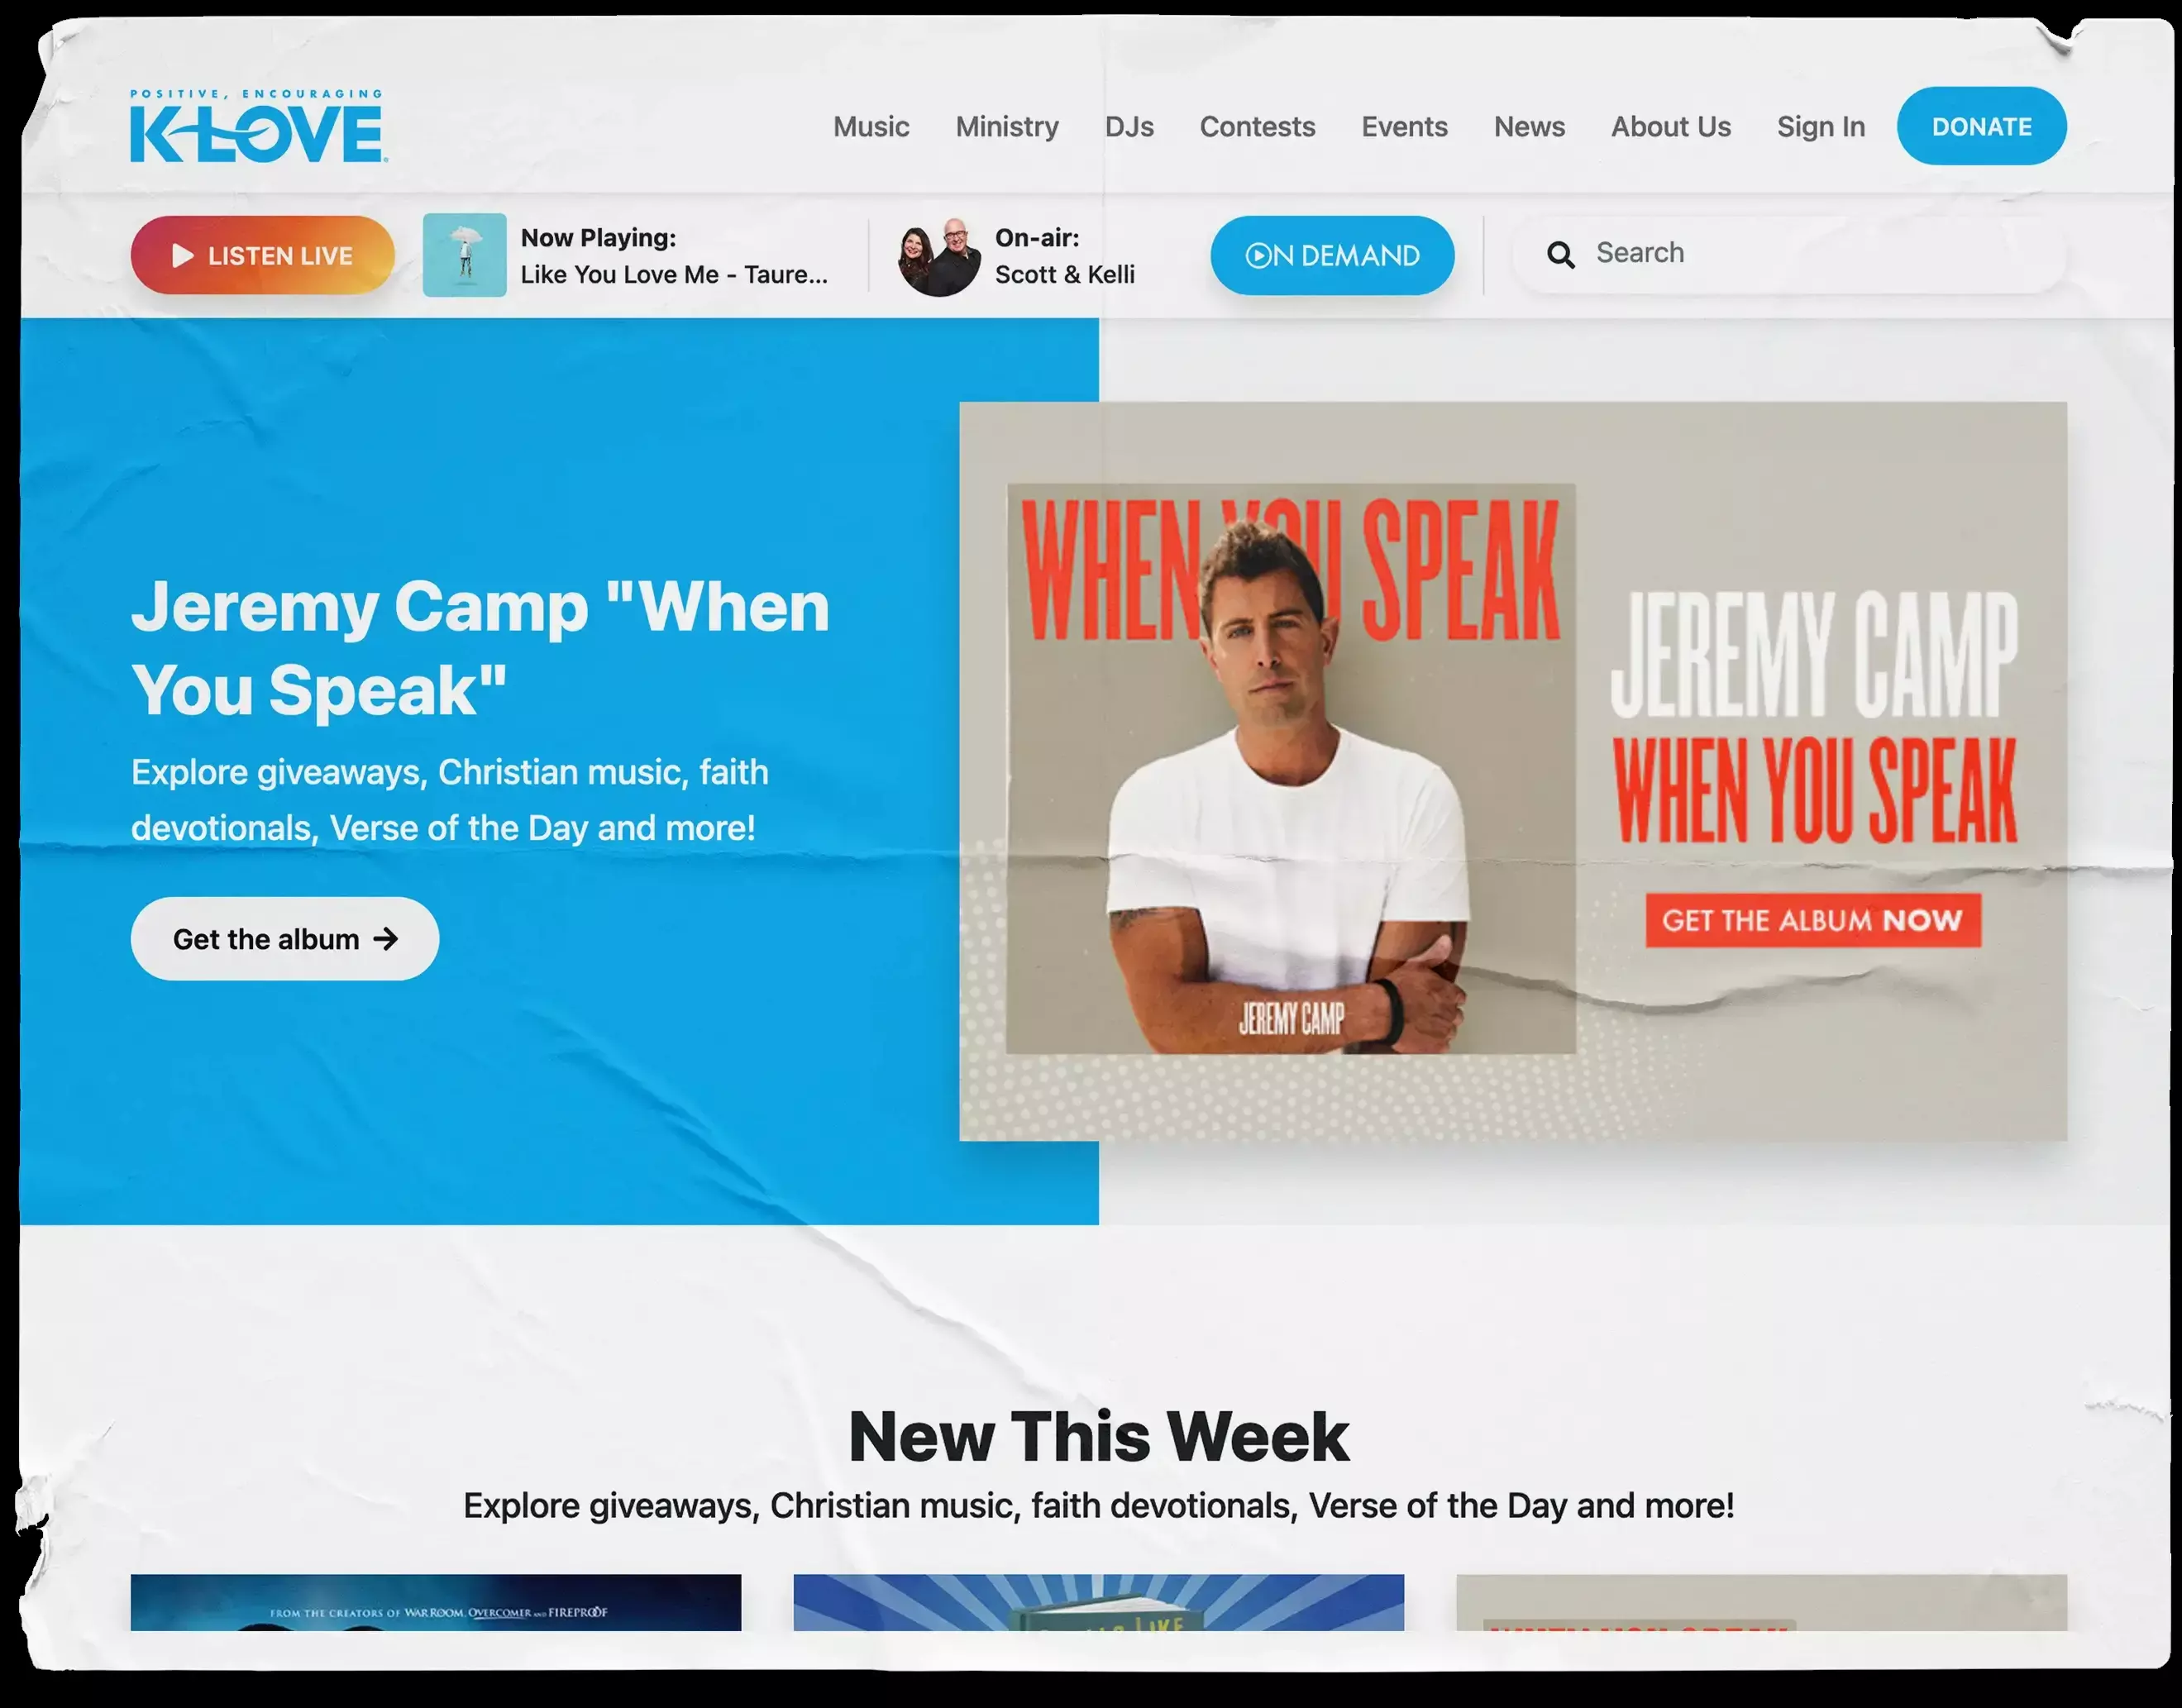 POSITIVE, ENCOURAGING
K-LOVE
Music Ministry DJs Contests Events News About Us Sign In DONATE
LISTEN LIVE
Now Playing:
Like You Love Me - Taure...
On-air:
Scott & Kelli
ON DEMAND
Search
Jeremy Camp "When
You Speak"
Explore giveaways, Christian music, faith
devotionals, Verse of the Day and more!
Get the album
WHEN YOU SPEAK
JEREMY CAMP
JEREMY CAMP
WHEN YOU SPEAK
GET THE ALBUM NOW
New This Week
Explore giveaways, Christian music, faith devotionals, Verse of the Day and more!
FROM THE CREATORS OF WAR ROOM, OVERCOMER AND FIREPROOF
LIKE